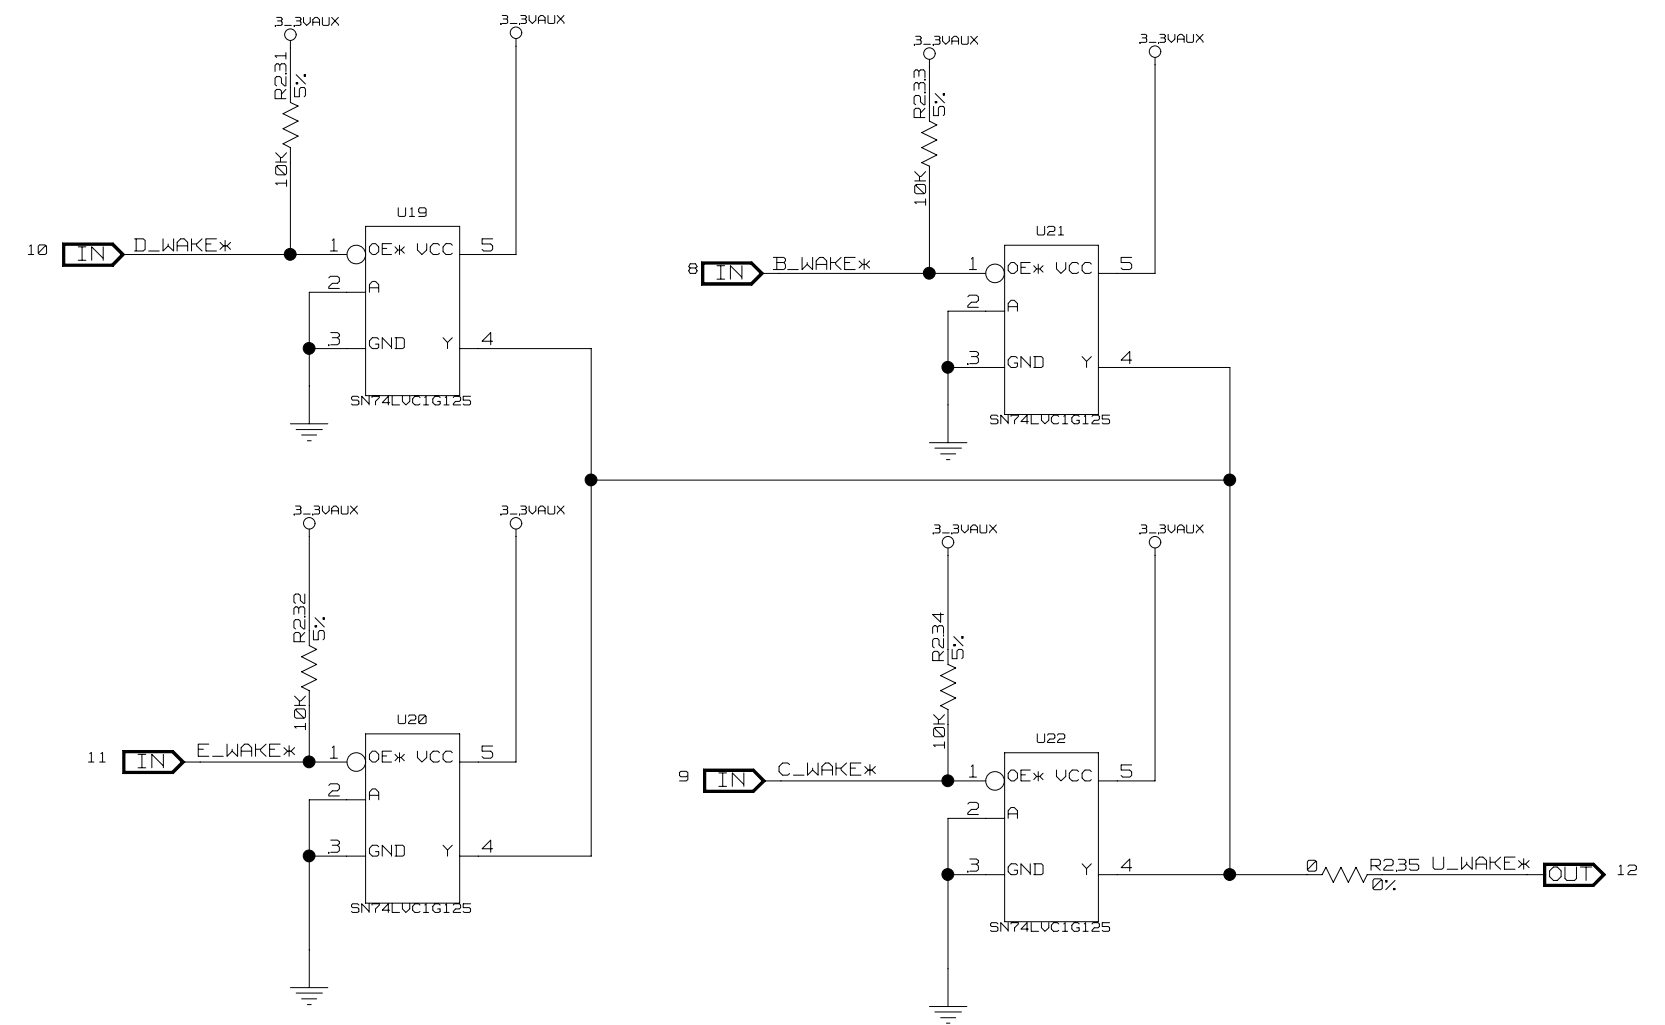 3_3VAUX
3_3VAUX
R231
5%
10K
U19
10 IN D_WAKE* 1 OE* VCC 5
2 A
3 GND Y 4
SN74LVC1G125
3_3VAUX
3_3VAUX
R233
5%
10K
U21
8 IN B_WAKE* 1 OE* VCC 5
2 A
3 GND Y 4
SN74LVC1G125
3_3VAUX
3_3VAUX
R232
5%
10K
U20
11 IN E_WAKE* 1 OE* VCC 5
2 A
3 GND Y 4
SN74LVC1G125
3_3VAUX
3_3VAUX
R234
5%
10K
U22
9 IN C_WAKE* 1 OE* VCC 5
2 A
3 GND Y 4
SN74LVC1G125
0 R235 U_WAKE* OUT 12
0%